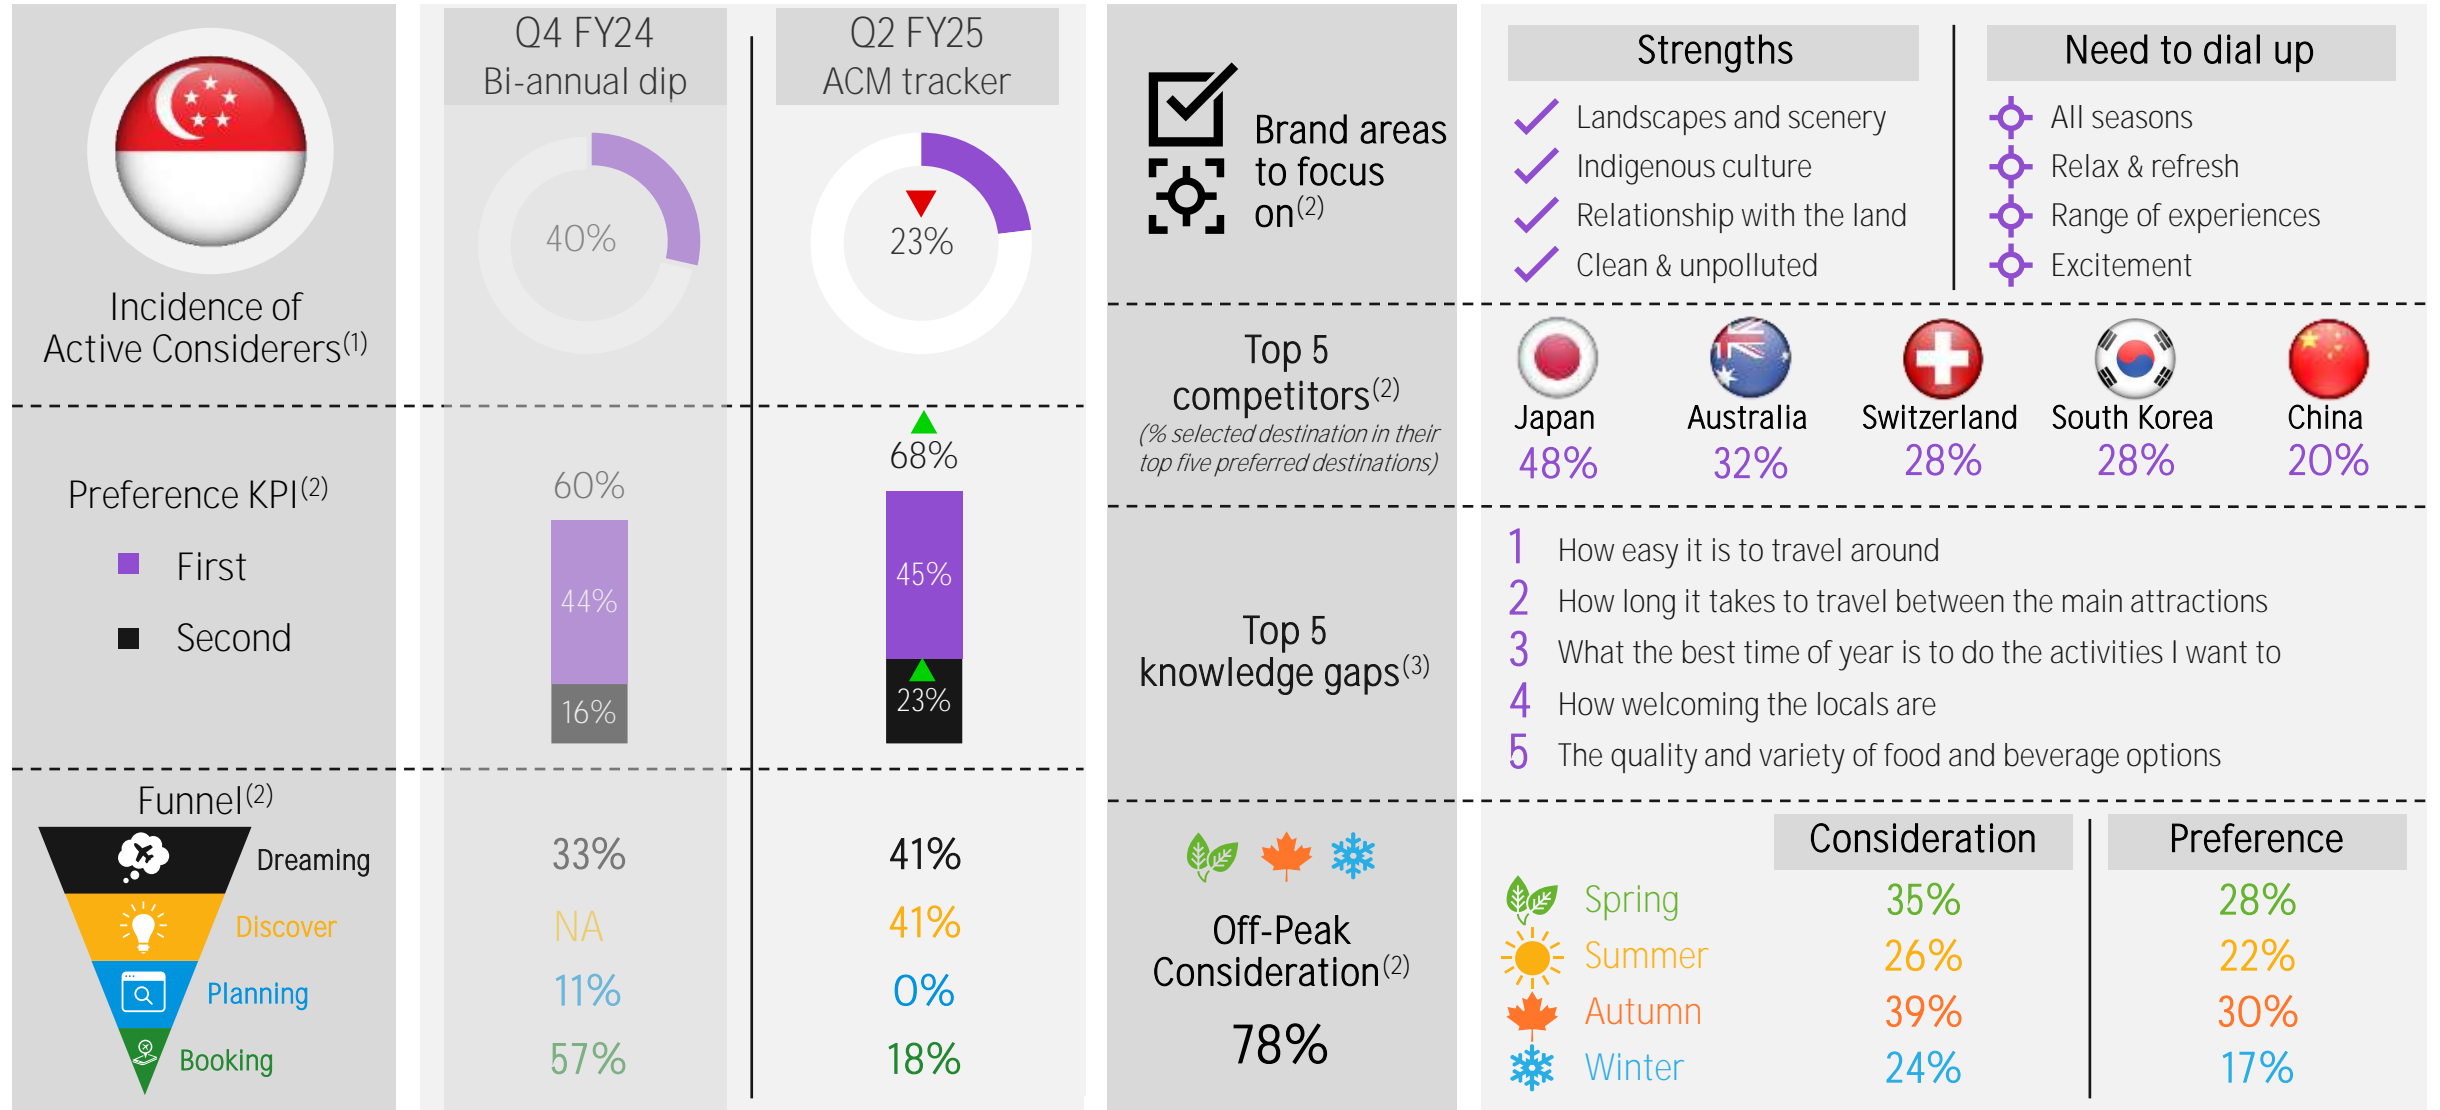 Incidence of
Active Considerers(1)
Q4 FY24
Bi-annual dip
Q2 FY25
ACM tracker
40%
23%
Preference KPI(2)
First
Second
60%
44%
16%
68%
45%
23%
Funnel(2)
Dreaming
33%
41%
Discover
NA
41%
Planning
11%
0%
Booking
57%
18%
Brand areas
to focus
on(2)
Strengths
Landscapes and scenery
Indigenous culture
Relationship with the land
Clean & unpolluted
Need to dial up
All seasons
Relax & refresh
Range of experiences
Excitement
Top 5
competitors(2)
(% selected destination in their
top five preferred destinations)
Japan
48%
Australia
32%
Switzerland
28%
South Korea
28%
China
20%
Top 5
knowledge gaps(3)
1 How easy it is to travel around
2 How long it takes to travel between the main attractions
3 What the best time of year is to do the activities I want to
4 How welcoming the locals are
5 The quality and variety of food and beverage options
Off-Peak
Consideration(2)
78%
Consideration
Preference
Spring 35% 28%
Summer 26% 22%
Autumn 39% 30%
Winter 24% 17%